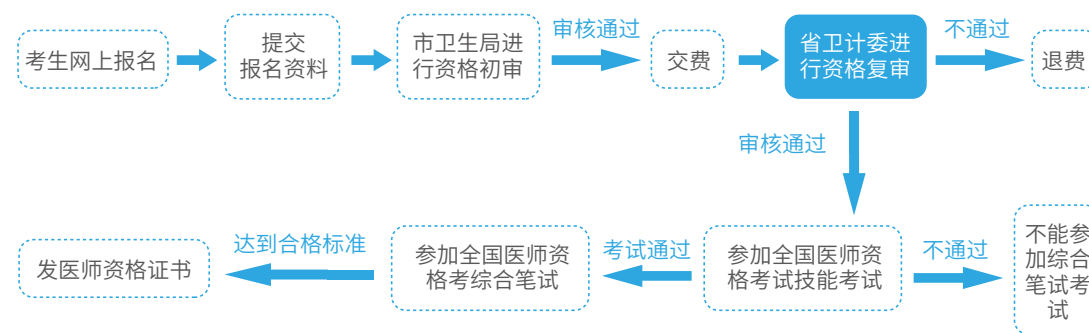 考生网上报名
提交
报名资料
市卫生局进
行资格初审
审核通过
交费
省卫计委进
行资格复审
不通过
退费
审核通过
发医师资格证书
达到合格标准
参加全国医师资
格考综合笔试
考试通过
参加全国医师资
格考试技能考试
不通过
不能参
加综合
笔试考
试